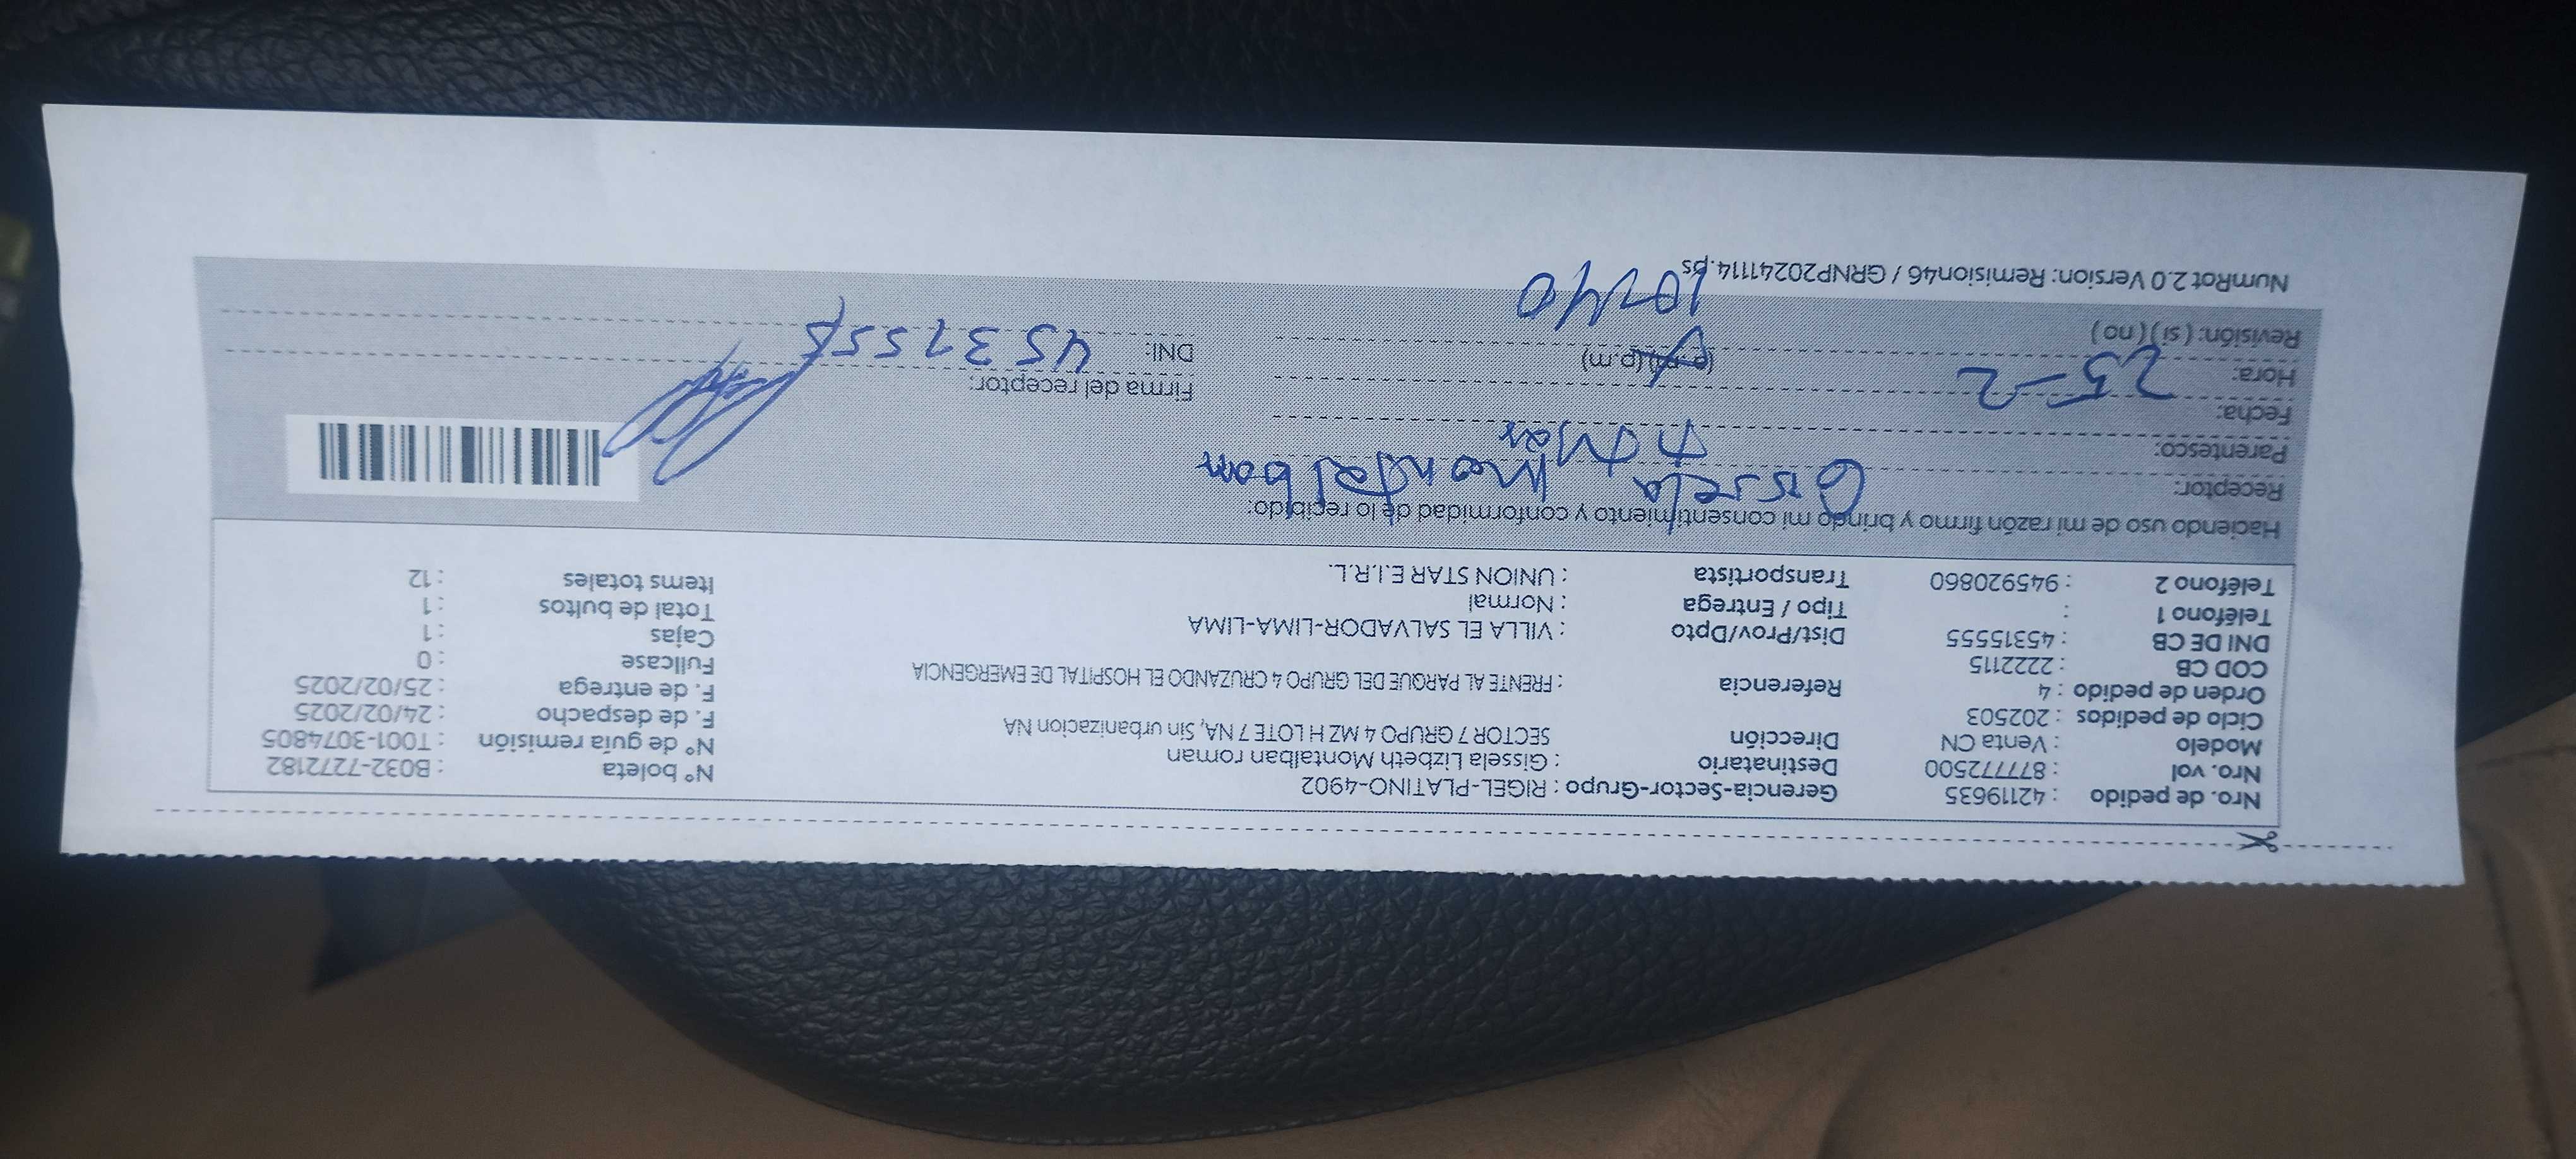 Nro. de pedido : 42119635 Gerencia-Sector-Grupo : RIGEL-PLATINO-4902 N° boleta : B032-7272182
Nro. vol : 877772500 Destinatario : Gissela Lizbeth Montalban roman N° de guía remisión : T001-3074805
Modelo : Venta CN Dirección SECTOR 7 GRUPO 4 MZ H LOTE 7 NA, Sin urbanizacion NA F. de despacho : 24/02/2025
Ciclo de pedidos : 202503 F. de entrega : 25/02/2025
Orden de pedido : 4 Referencia : FRENTE AL PARQUE DEL GRUPO 4 CRUZANDO EL HOSPITAL DE EMERGENCIA Fullcase : 0
COD CB : 2222115 Cajas : 1
DNI DE CB : 45315555 Dist/Prov/Dpto : VILLA EL SALVADOR-LIMA-LIMA Total de bultos : 1
Teléfono 1 : Tipo / Entrega : Normal Items totales : 12
Teléfono 2 : 945920860 Transportista : UNION STAR E.I.R.L.
Haciendo uso de mi razón firmo y brindo mi consentimiento y conformidad de lo recibido:
Receptor: Gissela Montalban
Parentesco: Titular
Fecha: 25-2
Firma del receptor:
Hora: (p.m)
DNI: 45315555
Revisión: ( si ) ( no )
10:40
NumRot 2.0 Version: Remision46 / GRNP20241114.ps